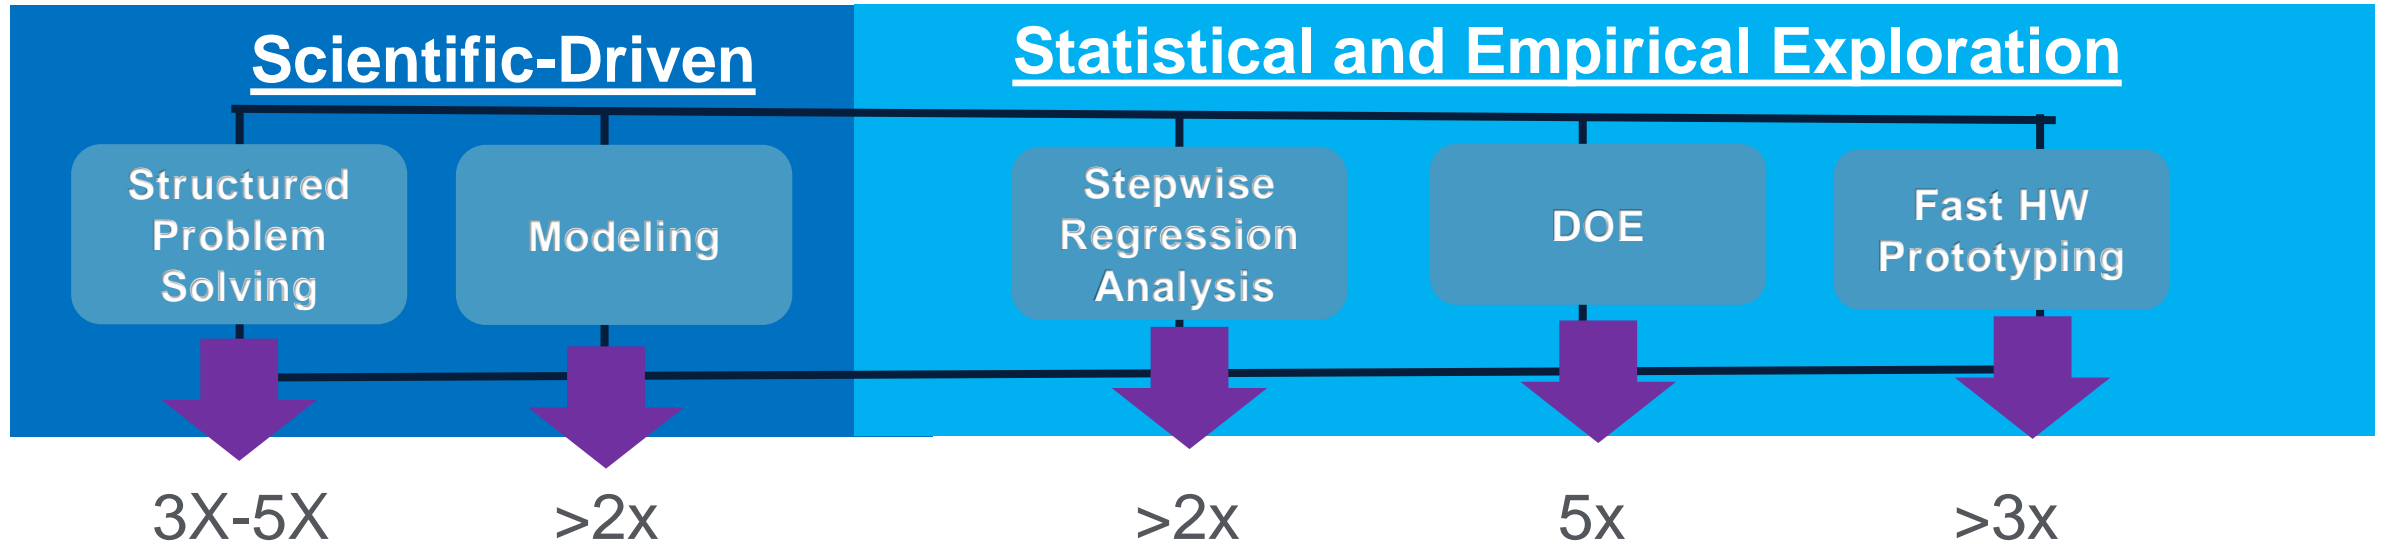 Scientific-Driven
Statistical and Empirical Exploration
Structured
Problem
Solving
Modeling
Stepwise
Regression
Analysis
DOE
Fast HW
Prototyping
3X-5X
>2x
>2x
5x
>3x